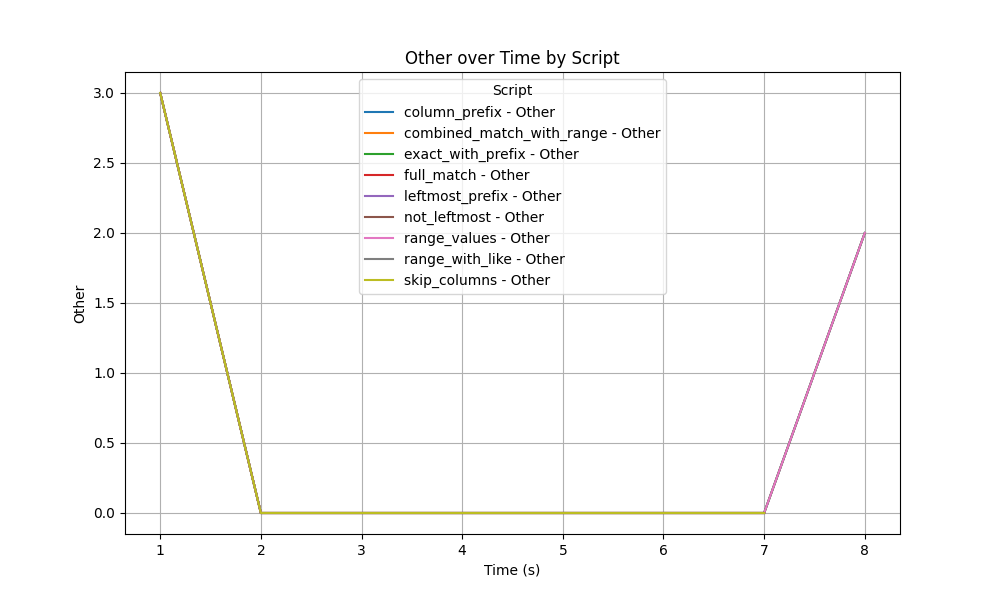 Other over Time by Script
Script
column_prefix - Other
combined_match_with_range - Other
exact_with_prefix - Other
full_match - Other
leftmost_prefix - Other
not_leftmost - Other
range_values - Other
range_with_like - Other
skip_columns - Other
Other
3.0
2.5
2.0
1.5
1.0
0.5
0.0
1 2 3 4 5 6 7 8
Time (s)